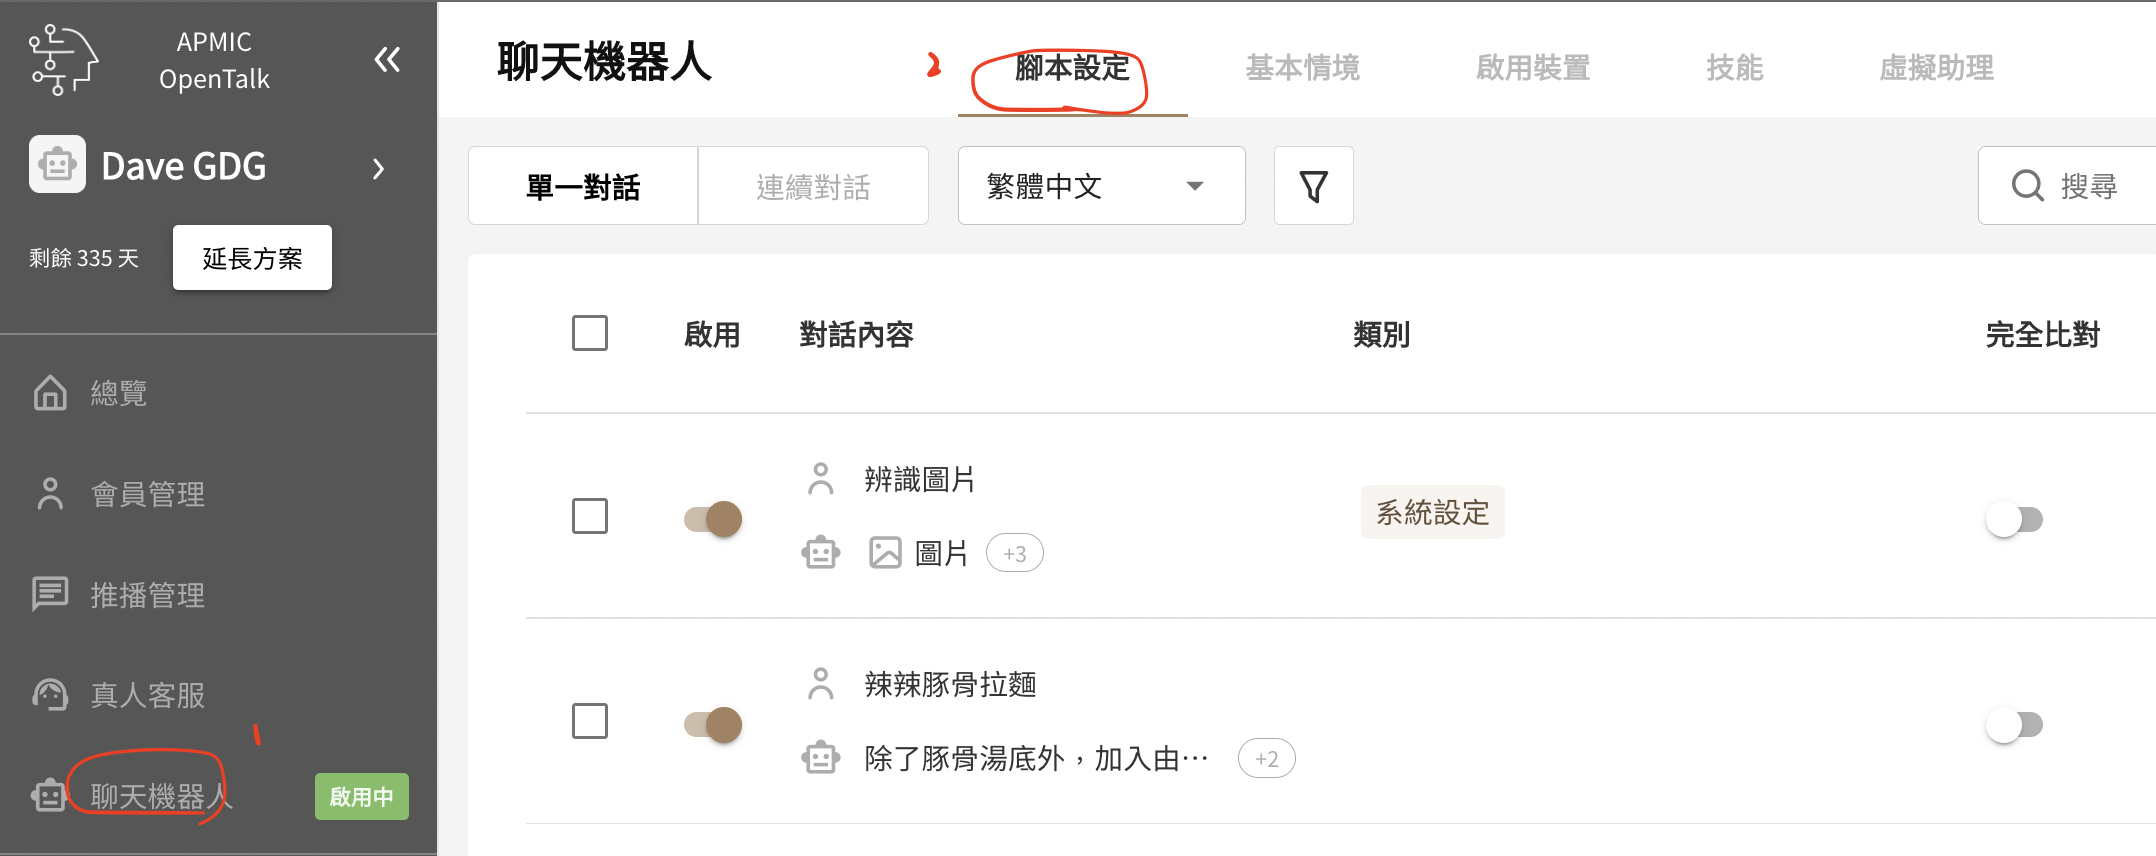 APMIC
OpenTalk
Dave GDG
剩餘 335 天
延長方案
總覽
會員管理
推播管理
真人客服
聊天機器人
啟用中
聊天機器人
腳本設定
基本情境
啟用裝置
技能
虛擬助理
單一對話
連續對話
繁體中文
搜尋
啟用
對話內容
類別
完全比對
辨識圖片
系統設定
圖片
+3
辣辣豚骨拉麵
除了豚骨湯底外，加入由…
+2